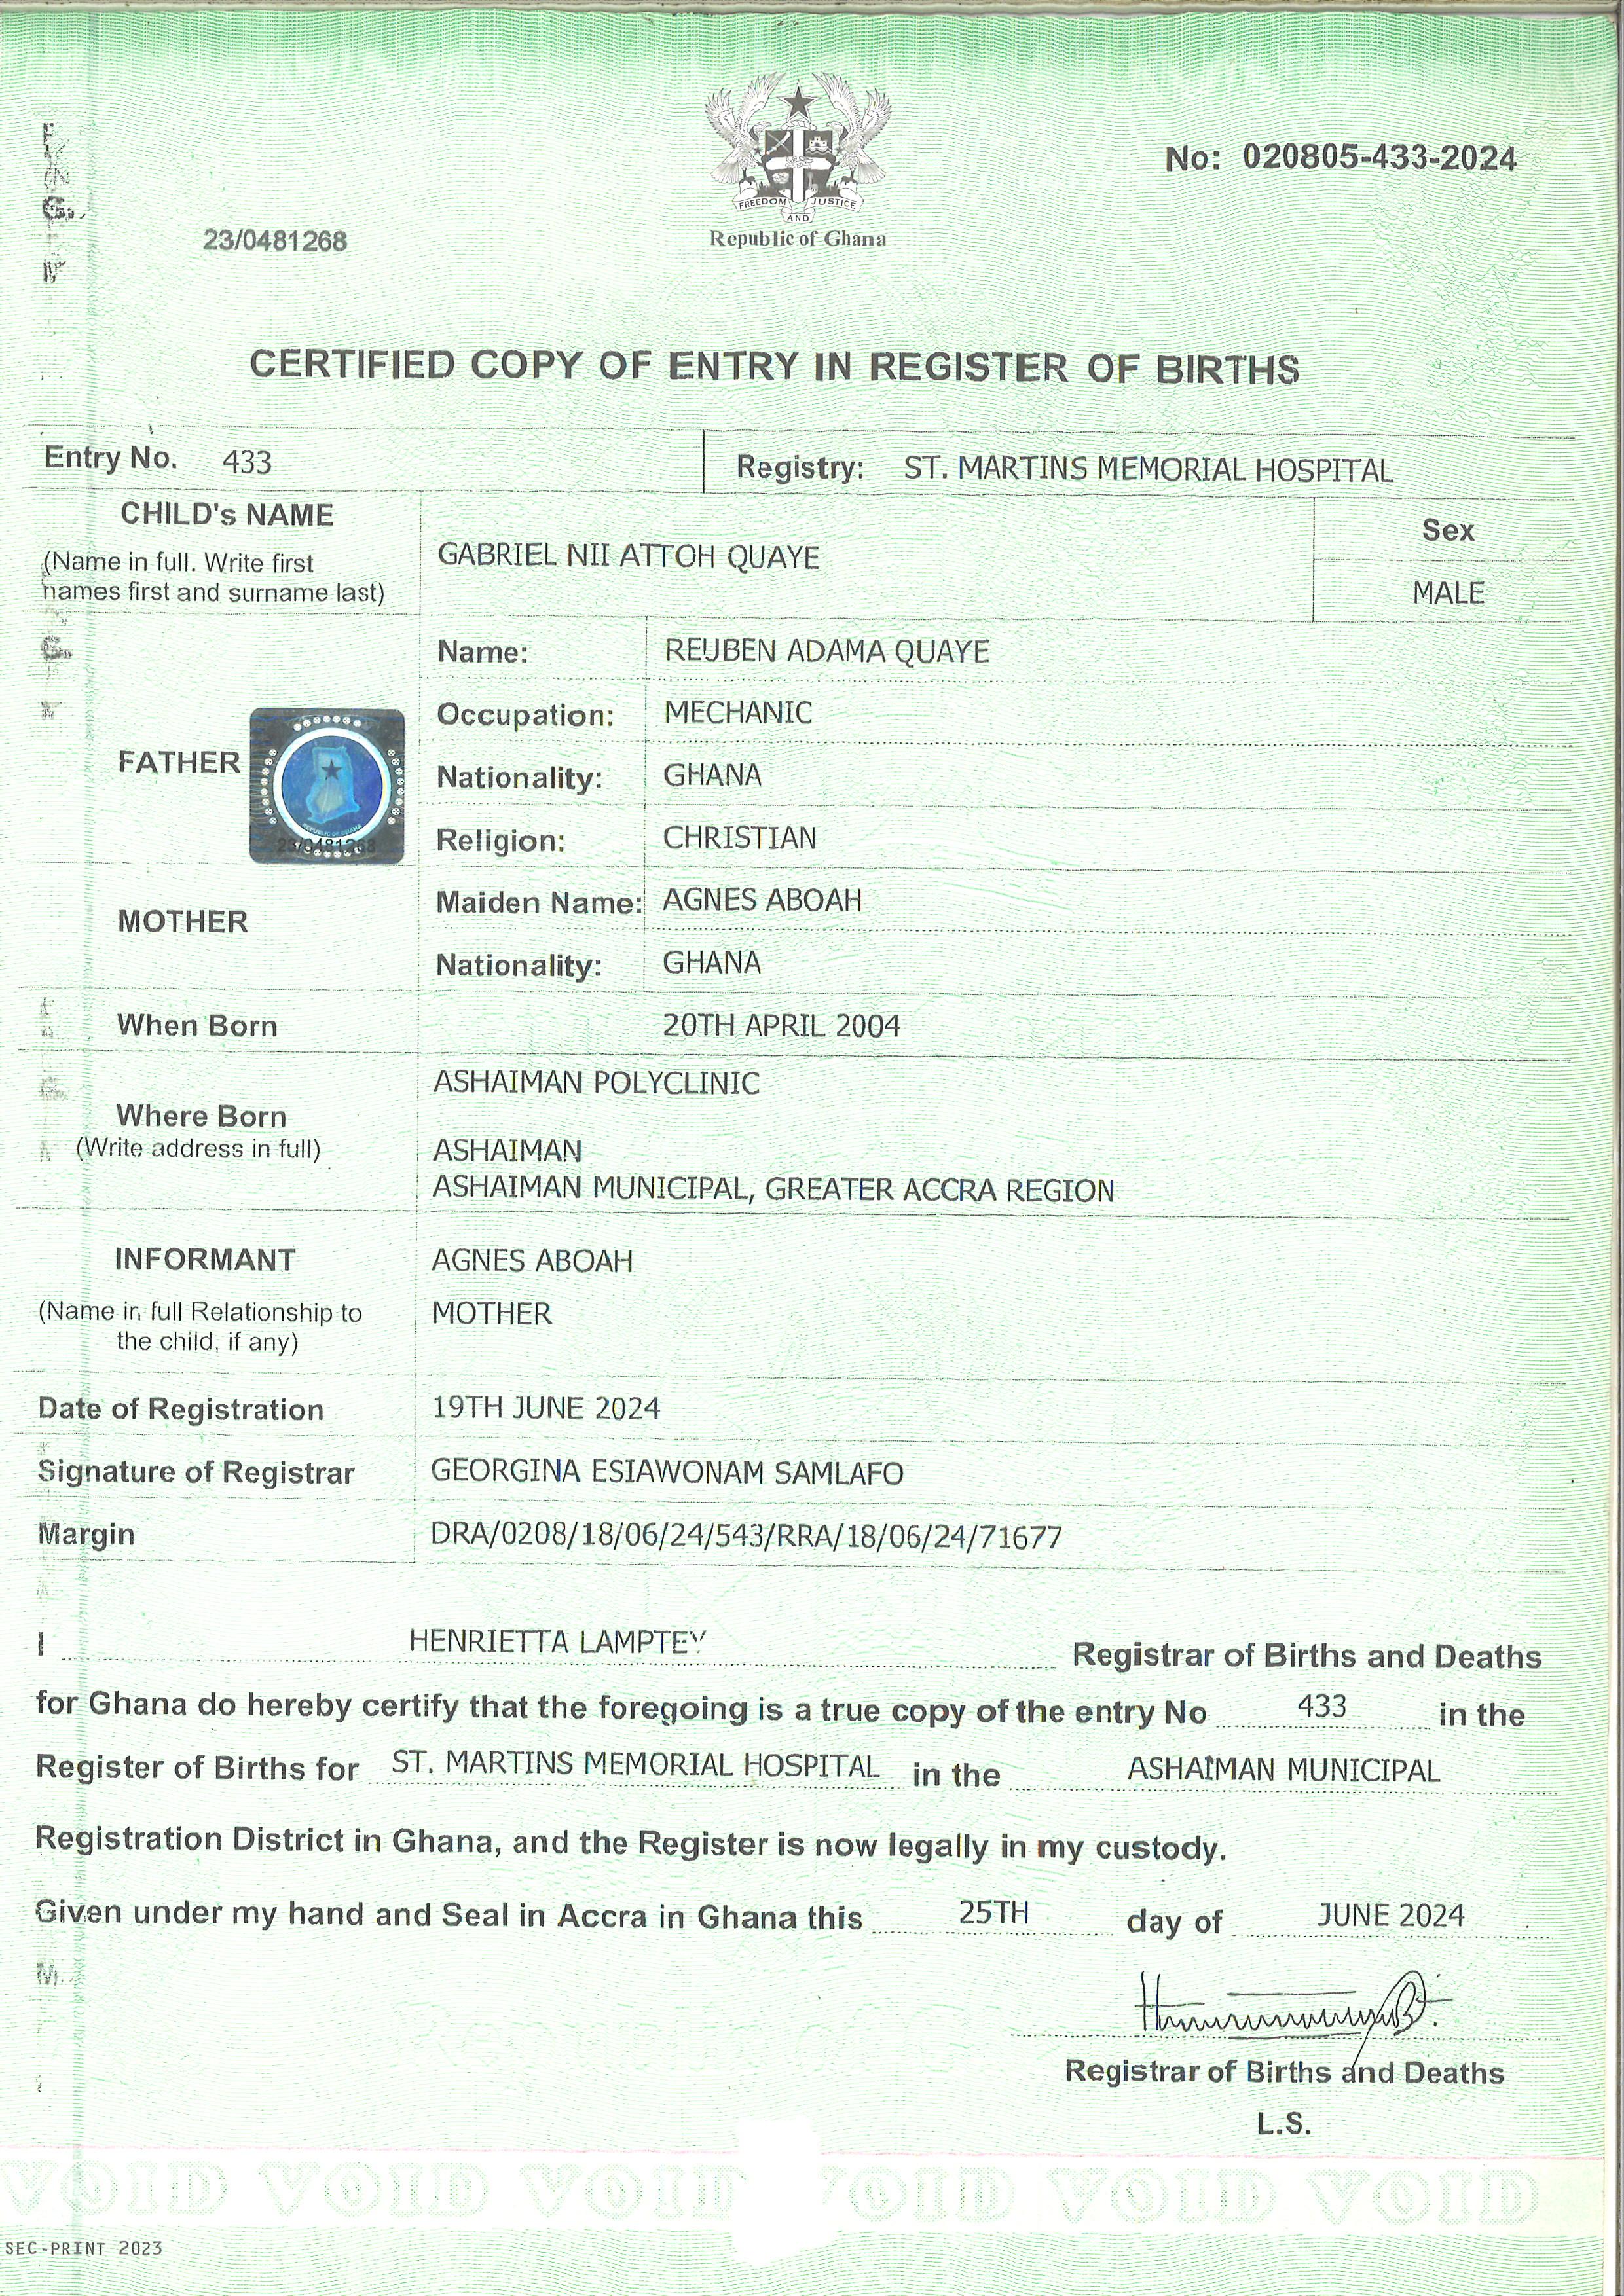 No: 020805-433-2024
23/0481268
FREEDOM AND JUSTICE
Republic of Ghana
CERTIFIED COPY OF ENTRY IN REGISTER OF BIRTHS
Entry No. 433 Registry: ST. MARTINS MEMORIAL HOSPITAL
CHILD's NAME
(Name in full. Write first
names first and surname last)
GABRIEL NII ATTOH QUAYE
Sex
MALE
FATHER
Name: REUBEN ADAMA QUAYE
Occupation: MECHANIC
Nationality: GHANA
Religion: CHRISTIAN
REPUBLIC OF GHANA
23/0481268
MOTHER
Maiden Name: AGNES ABOAH
Nationality: GHANA
When Born 20TH APRIL 2004
Where Born
(Write address in full)
ASHAIMAN POLYCLINIC
ASHAIMAN
ASHAIMAN MUNICIPAL, GREATER ACCRA REGION
INFORMANT
(Name in full Relationship to
the child, if any)
AGNES ABOAH
MOTHER
Date of Registration 19TH JUNE 2024
Signature of Registrar GEORGINA ESIAWONAM SAMLAFO
Margin DRA/0208/18/06/24/543/RRA/18/06/24/71677
I HENRIETTA LAMPTEY Registrar of Births and Deaths
for Ghana do hereby certify that the foregoing is a true copy of the entry No 433 in the
Register of Births for ST. MARTINS MEMORIAL HOSPITAL in the ASHAIMAN MUNICIPAL
Registration District in Ghana, and the Register is now legally in my custody.
Given under my hand and Seal in Accra in Ghana this 25TH day of JUNE 2024
Registrar of Births and Deaths
L.S.
VOID VOID VOID VOID VOID VOID
SEC-PRINT 2023